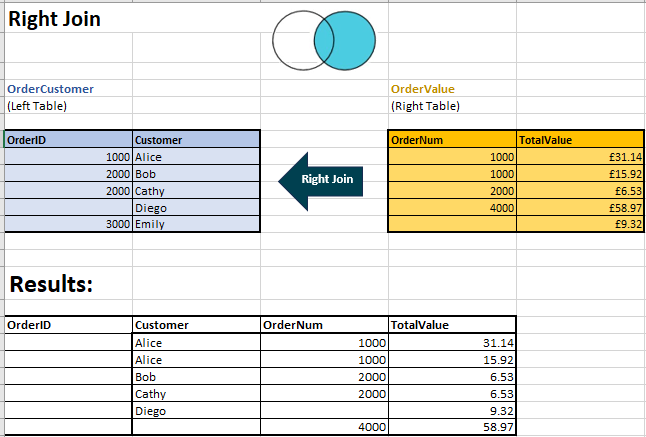 Right Join
OrderCustomer
OrderValue
(Left Table)
(Right Table)
OrderID Customer
OrderNum TotalValue
1000 Alice
1000 £31.14
2000 Bob
1000 £15.92
2000 Cathy
2000 £6.53
Diego
4000 £58.97
3000 Emily
£9.32
Right Join
Results:
OrderID Customer OrderNum TotalValue
Alice 1000 31.14
Alice 1000 15.92
Bob 2000 6.53
Cathy 2000 6.53
Diego 9.32
4000 58.97